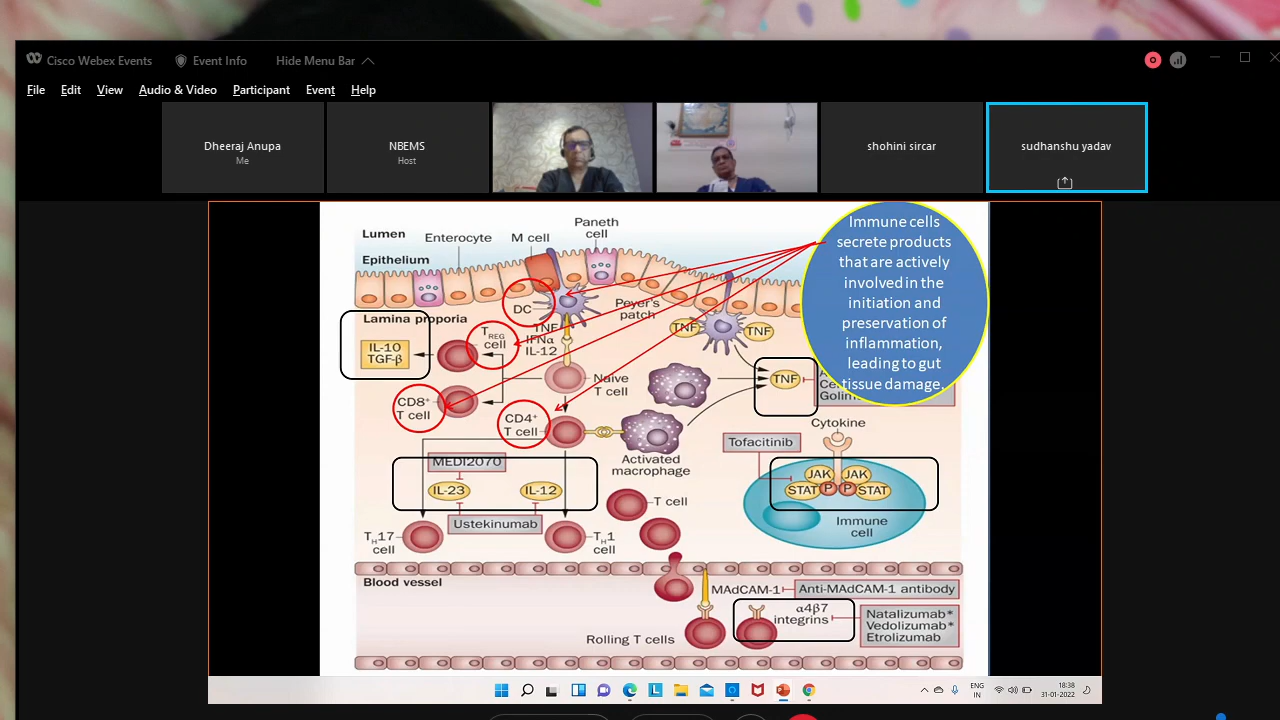 Cisco Webex Events
Event Info
Hide Menu Bar
File
Edit
View
Audio & Video
Participant
Event
Help
Dheeraj Anupa
Me
NBEMS
Host
shohini sircar
sudhanshu yadav
Lumen
Enterocyte
M cell
Paneth
cell
Epithelium
Lamina proporia
DC
Peyer's
patch
TNF
IFNα
IL-12
TREG
cell
IL-10
TGF-β
CD8+
T cell
Naive
T cell
CD4+
T cell
TNF
TNF
TNF
Immune cells
secrete products
that are actively
involved in the
initiation and
preservation of
inflammation,
leading to gut
tissue damage.
Activated
macrophage
MEDI2070
IL-23
IL-12
Ustekinumab
TH17
cell
TH1
cell
T cell
Cytokine
Tofacitinib
JAK
JAK
STAT
P
P
STAT
Immune
cell
Blood vessel
MAdCAM-1
Anti-MAdCAM-1 antibody
α4β7
integrins
Natalizumab*
Vedolizumab*
Etrolizumab
Rolling T cells
ENG
IN
18:38
31-01-2022